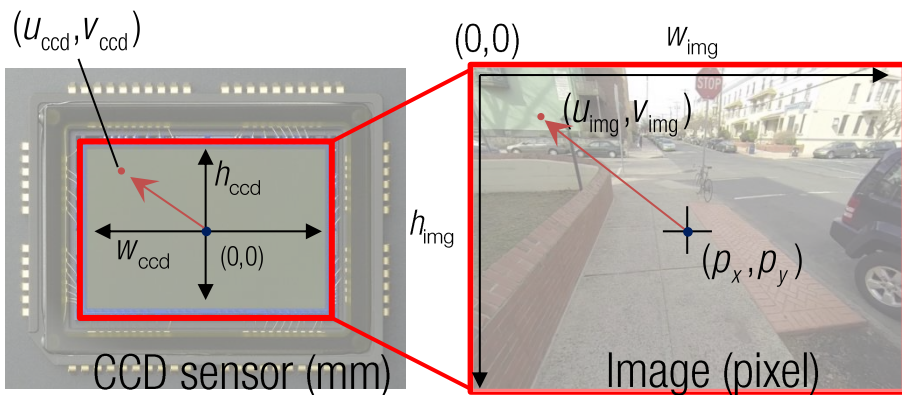 (u_ccd, v_ccd)
h_ccd
w_ccd
(0,0)
CCD sensor (mm)
(0,0)
w_img
h_img
STOP
(u_img, v_img)
(p_x, p_y)
Image (pixel)